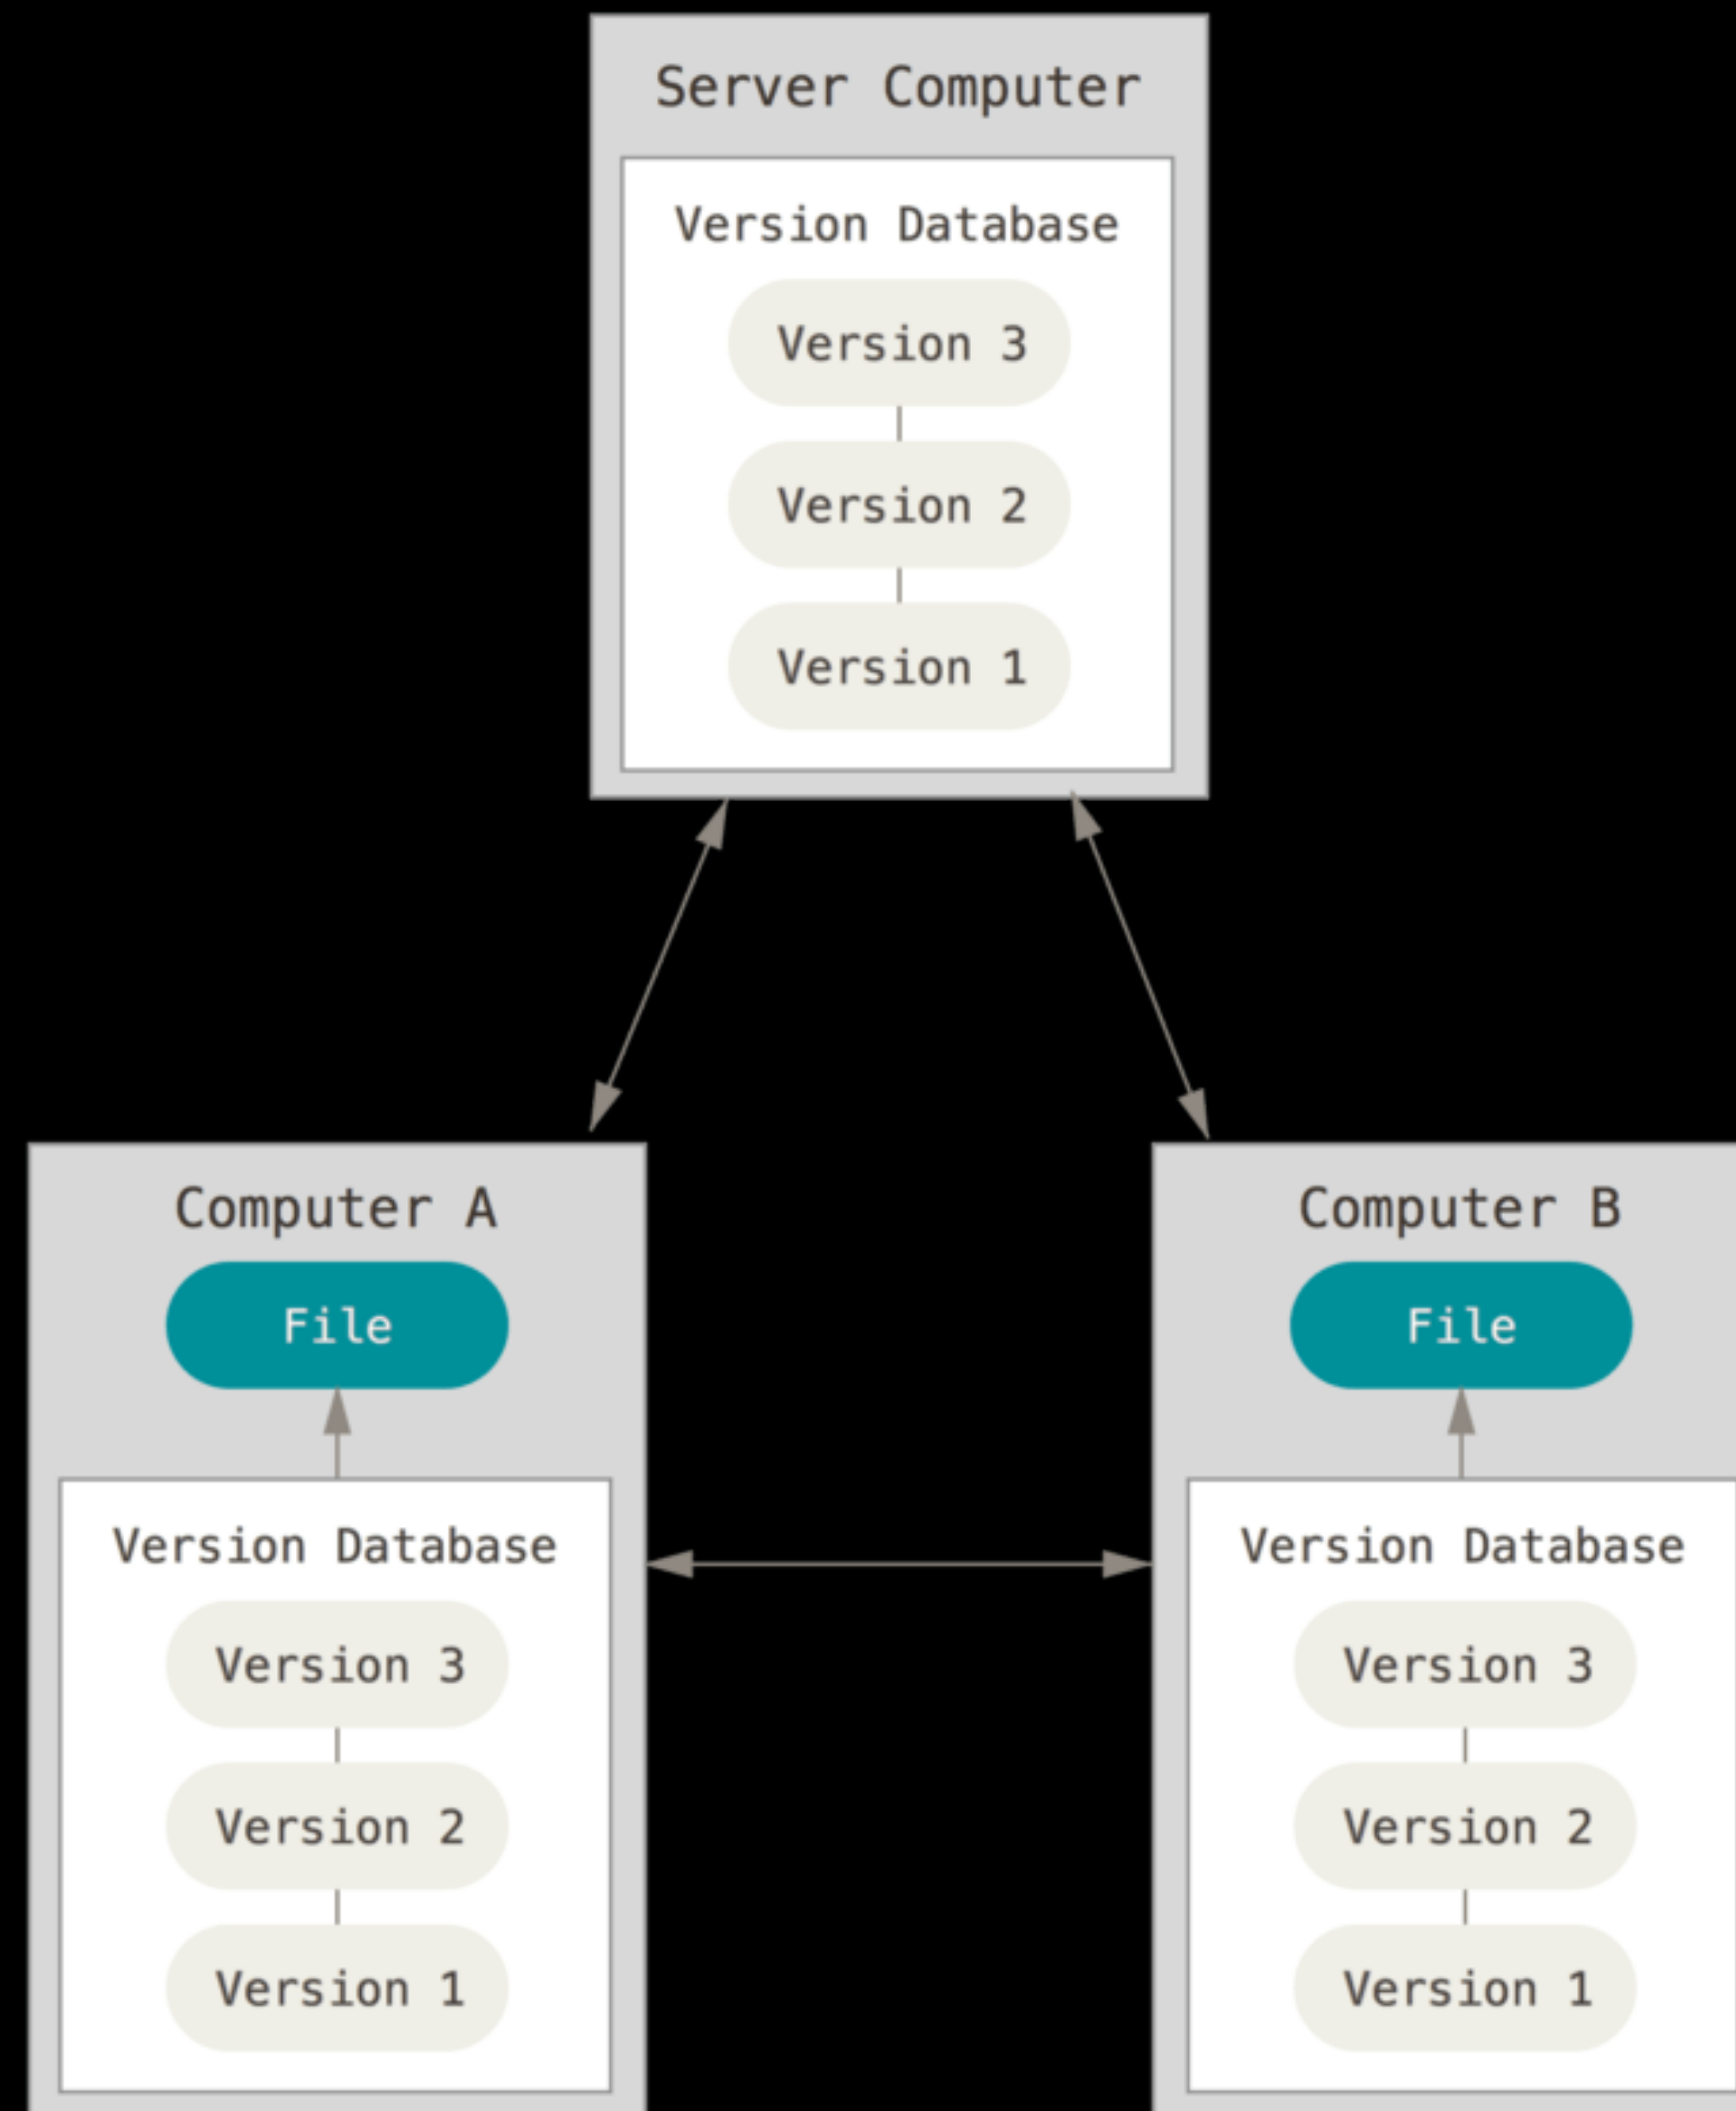 Server Computer
Version Database
Version 3
Version 2
Version 1
Computer A
File
Version Database
Version 3
Version 2
Version 1
Computer B
File
Version Database
Version 3
Version 2
Version 1